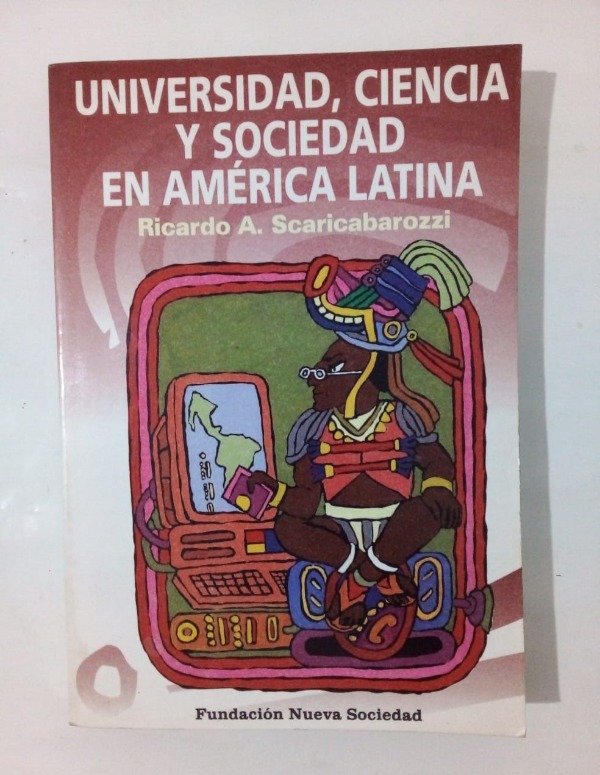 UNIVERSIDAD, CIENCIA
Y SOCIEDAD
EN AMÉRICA LATINA
Ricardo A. Scaricabarozzi
Fundación Nueva Sociedad